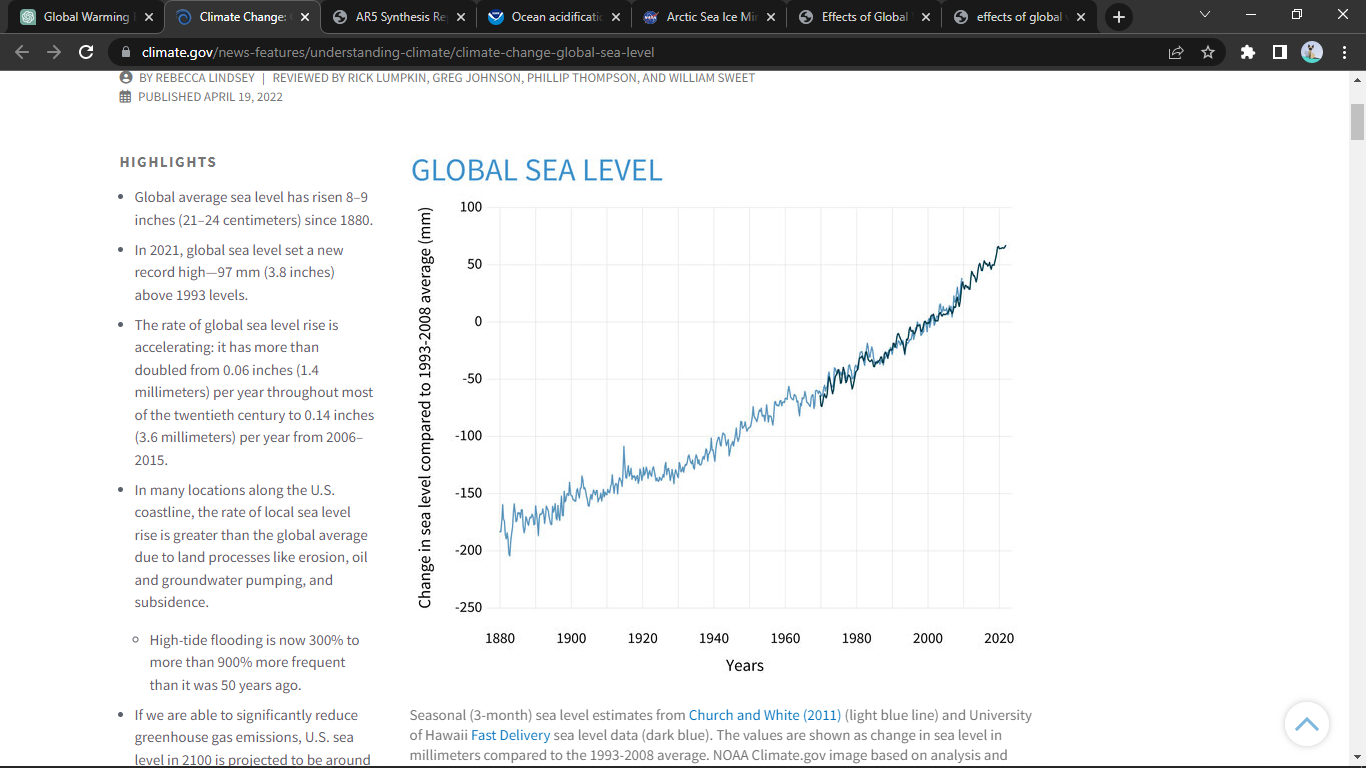 Global Warming
Climate Change:
AR5 Synthesis Re
Ocean acidificatic
Arctic Sea Ice Mi
Effects of Global
effects of global
climate.gov/news-features/understanding-climate/climate-change-global-sea-level
BY REBECCA LINDSEY | REVIEWED BY RICK LUMPKIN, GREG JOHNSON, PHILLIP THOMPSON, AND WILLIAM SWEET
PUBLISHED APRIL 19, 2022
HIGHLIGHTS
• Global average sea level has risen 8–9
inches (21–24 centimeters) since 1880.
• In 2021, global sea level set a new
record high—97 mm (3.8 inches)
above 1993 levels.
• The rate of global sea level rise is
accelerating: it has more than
doubled from 0.06 inches (1.4
millimeters) per year throughout most
of the twentieth century to 0.14 inches
(3.6 millimeters) per year from 2006–
2015.
• In many locations along the U.S.
coastline, the rate of local sea level
rise is greater than the global average
due to land processes like erosion, oil
and groundwater pumping, and
subsidence.
○ High-tide flooding is now 300% to
more than 900% more frequent
than it was 50 years ago.
• If we are able to significantly reduce
greenhouse gas emissions, U.S. sea
level in 2100 is projected to be around
GLOBAL SEA LEVEL
Change in sea level compared to 1993-2008 average (mm)
100
50
0
-50
-100
-150
-200
-250
1880 1900 1920 1940 1960 1980 2000 2020
Years
Seasonal (3-month) sea level estimates from Church and White (2011) (light blue line) and University
of Hawaii Fast Delivery sea level data (dark blue). The values are shown as change in sea level in
millimeters compared to the 1993-2008 average. NOAA Climate.gov image based on analysis and